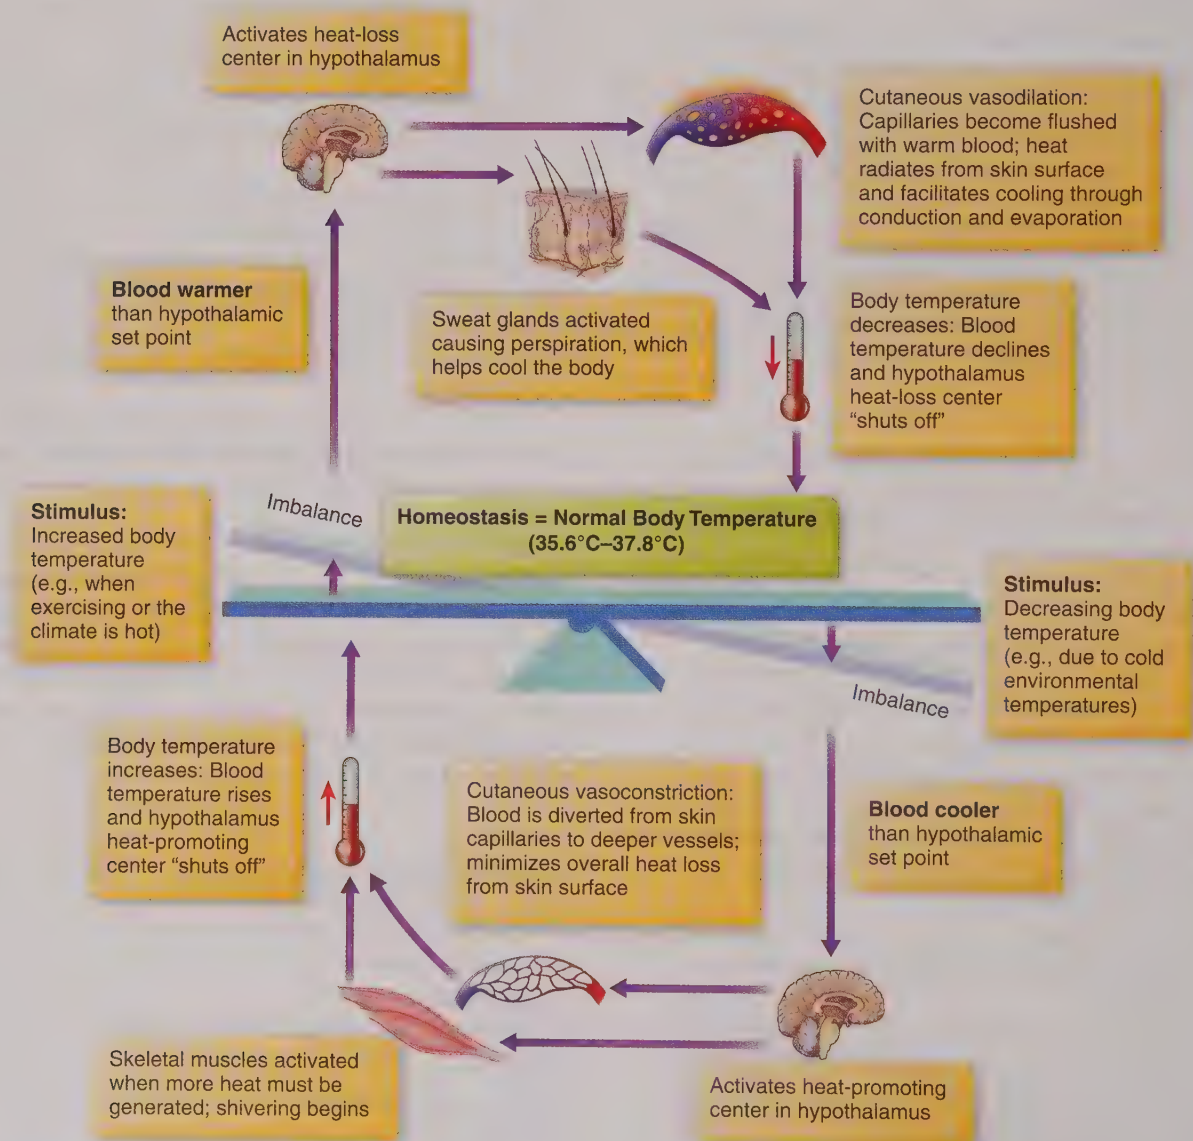 Activates heat-loss
center in hypothalamus
Cutaneous vasodilation:
Capillaries become flushed
with warm blood; heat
radiates from skin surface
and facilitates cooling through
conduction and evaporation
Blood warmer
than hypothalamic
set point
Sweat glands activated
causing perspiration, which
helps cool the body
Body temperature
decreases: Blood
temperature declines
and hypothalamus
heat-loss center
“shuts off”
Stimulus:
Increased body
temperature
(e.g., when
exercising or the
climate is hot)
Imbalance
Homeostasis = Normal Body Temperature
(35.6°C–37.8°C)
Stimulus:
Decreasing body
temperature
(e.g., due to cold
environmental
temperatures)
Imbalance
Body temperature
increases: Blood
temperature rises
and hypothalamus
heat-promoting
center “shuts off”
Cutaneous vasoconstriction:
Blood is diverted from skin
capillaries to deeper vessels;
minimizes overall heat loss
from skin surface
Blood cooler
than hypothalamic
set point
Skeletal muscles activated
when more heat must be
generated; shivering begins
Activates heat-promoting
center in hypothalamus